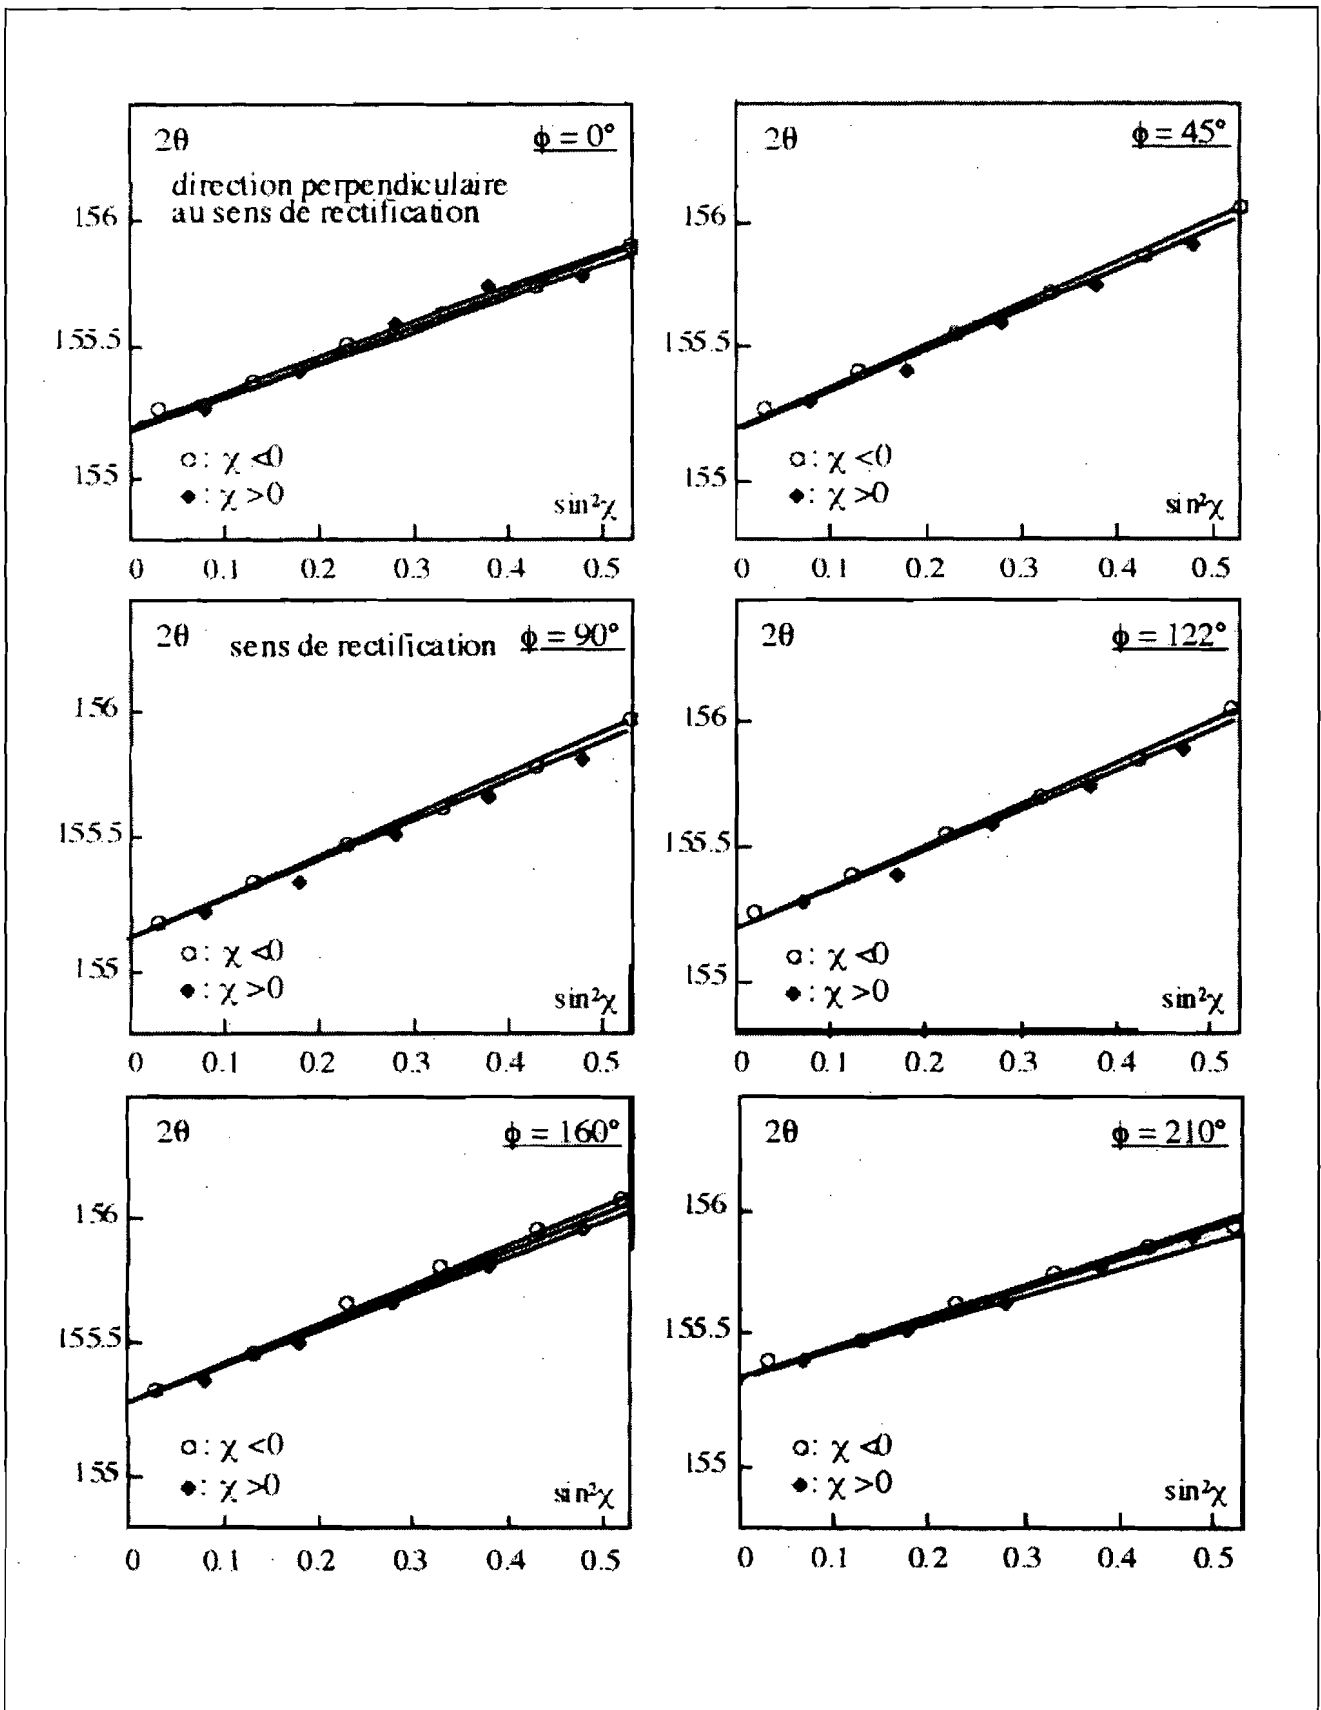 2θ
ϕ = 0°
direction perpendiculaire
au sens de rectification
156
155.5
155
○: χ <0
◆: χ >0
sin²χ
0 0.1 0.2 0.3 0.4 0.5
2θ
ϕ = 45°
156
155.5
155
○: χ <0
◆: χ >0
sin²χ
0 0.1 0.2 0.3 0.4 0.5
2θ sens de rectification ϕ = 90°
156
155.5
155
○: χ <0
◆: χ >0
sin²χ
0 0.1 0.2 0.3 0.4 0.5
2θ
ϕ = 122°
156
155.5
155
○: χ <0
◆: χ >0
sin²χ
0 0.1 0.2 0.3 0.4 0.5
2θ
ϕ = 160°
156
155.5
155
○: χ <0
◆: χ >0
sin²χ
0 0.1 0.2 0.3 0.4 0.5
2θ
ϕ = 210°
156
155.5
155
○: χ <0
◆: χ >0
sin²χ
0 0.1 0.2 0.3 0.4 0.5